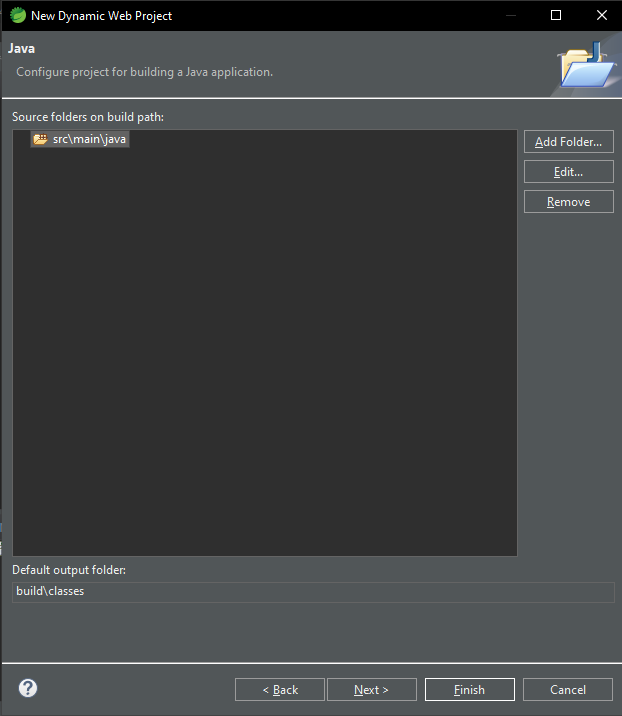 New Dynamic Web Project
Java
Configure project for building a Java application.
Source folders on build path:
src\main\java
Add Folder...
Edit...
Remove
Default output folder:
build\classes
?
< Back
Next >
Finish
Cancel